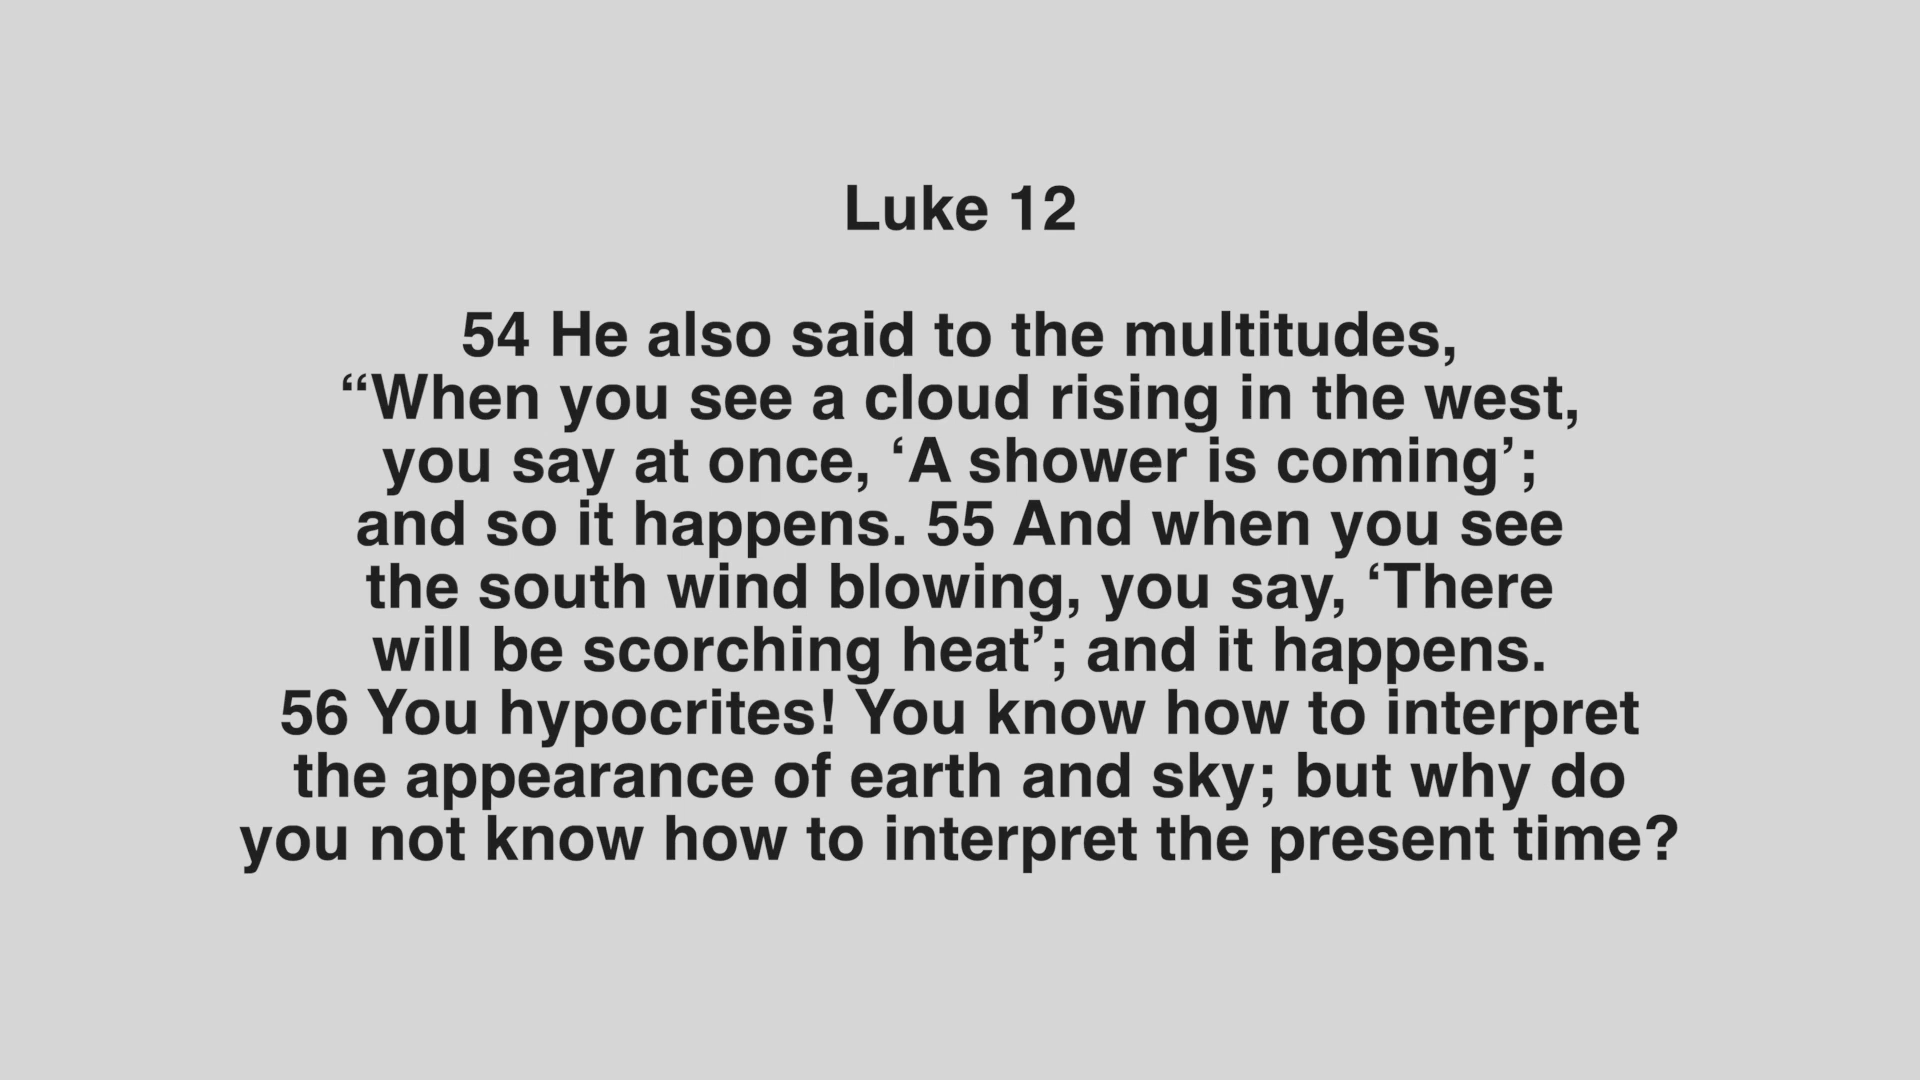 Luke 12
54 He also said to the multitudes,
“When you see a cloud rising in the west,
you say at once, ‘A shower is coming’;
and so it happens. 55 And when you see
the south wind blowing, you say, ‘There
will be scorching heat’; and it happens.
56 You hypocrites! You know how to interpret
the appearance of earth and sky; but why do
you not know how to interpret the present time?